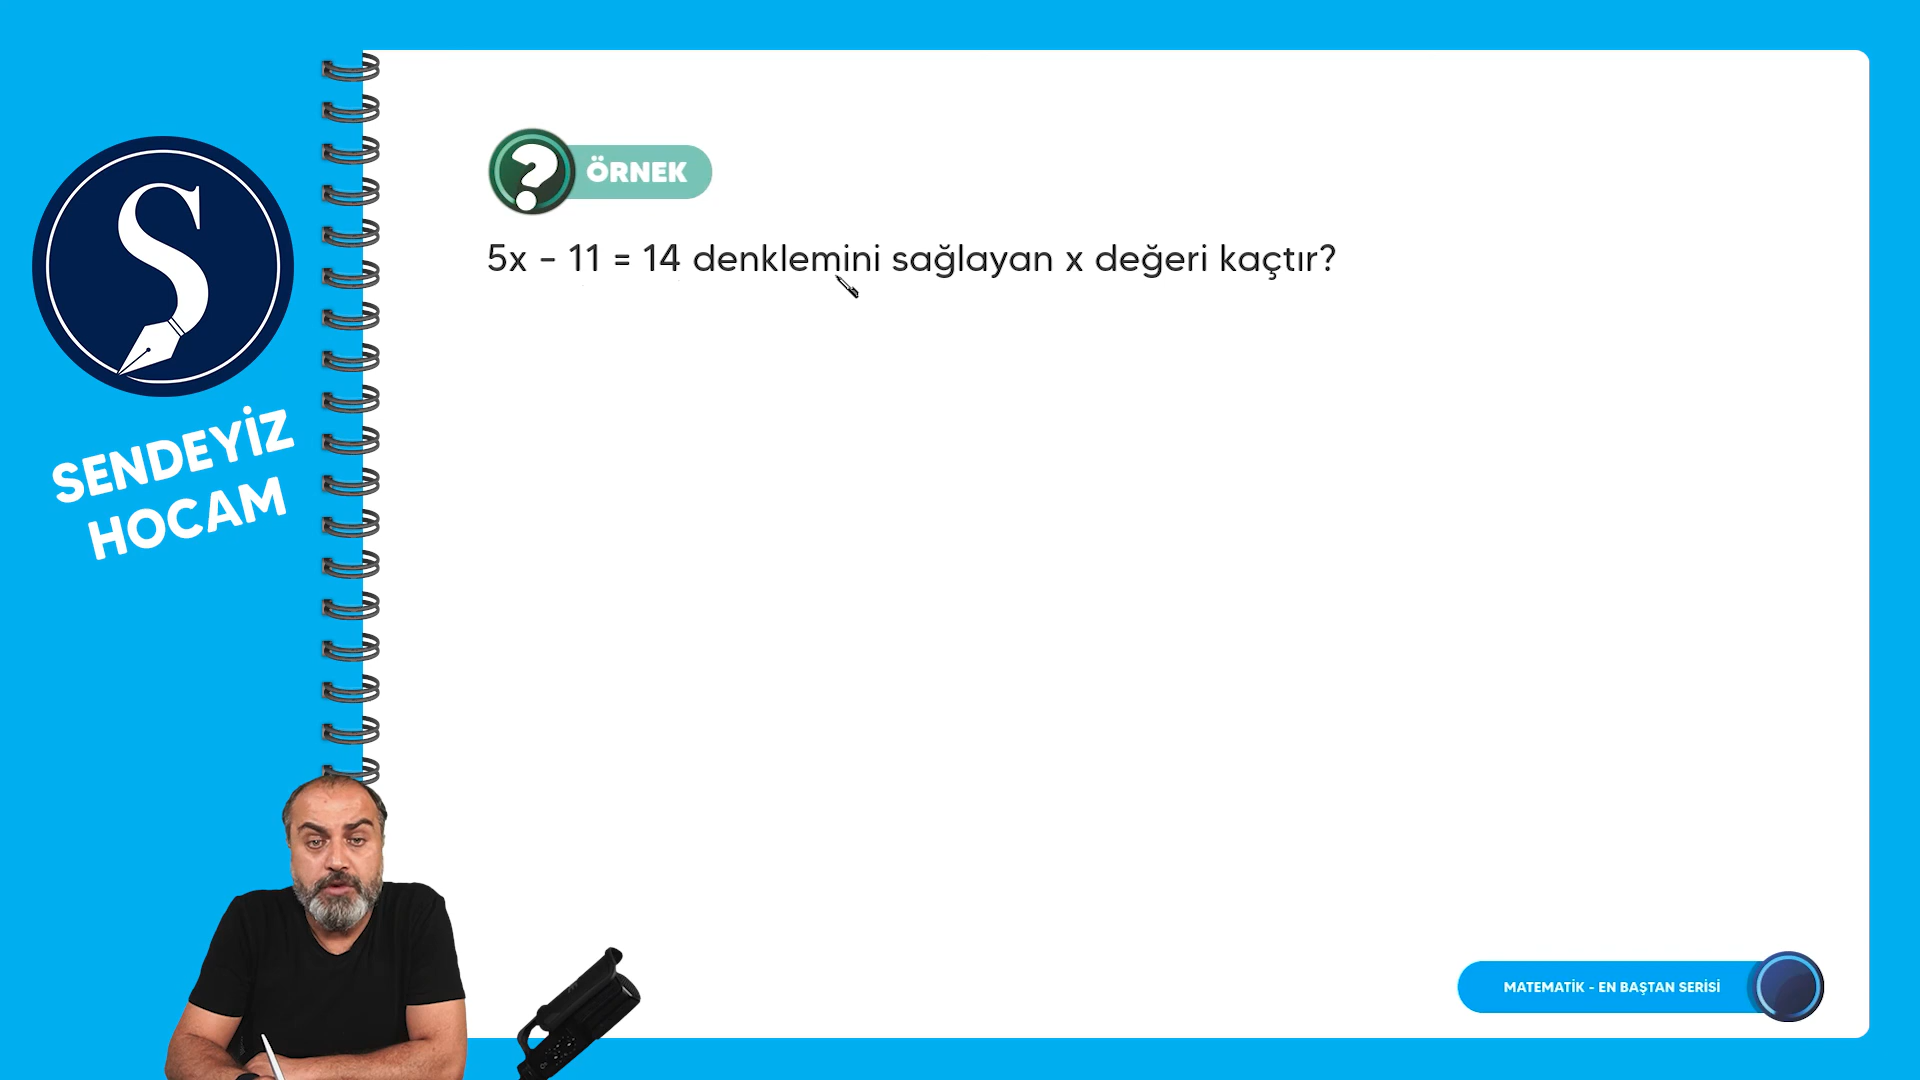 SENDEYİZ
HOCAM
ÖRNEK
5x - 11 = 14 denklemini sağlayan x değeri kaçtır?
MATEMATİK - EN BAŞTAN SERİSİ